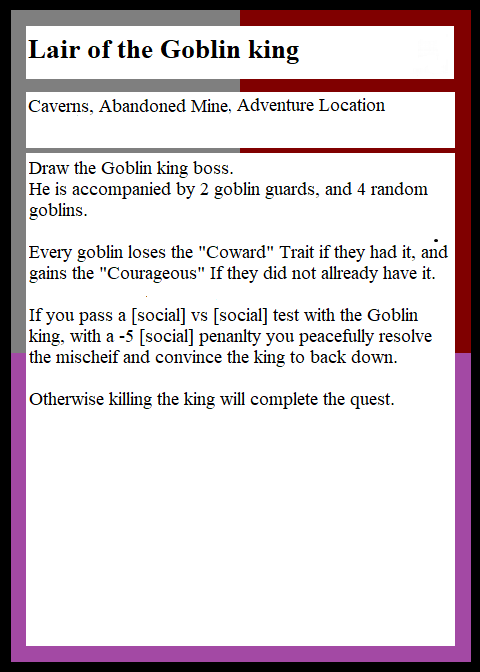 Lair of the Goblin king
Caverns, Abandoned Mine, Adventure Location
Draw the Goblin king boss.
He is accompanied by 2 goblin guards, and 4 random
goblins.
Every goblin loses the "Coward" Trait if they had it, and
gains the "Courageous" If they did not allready have it.
If you pass a [social] vs [social] test with the Goblin
king, with a -5 [social] penanlty you peacefully resolve
the mischeif and convince the king to back down.
Otherwise killing the king will complete the quest.